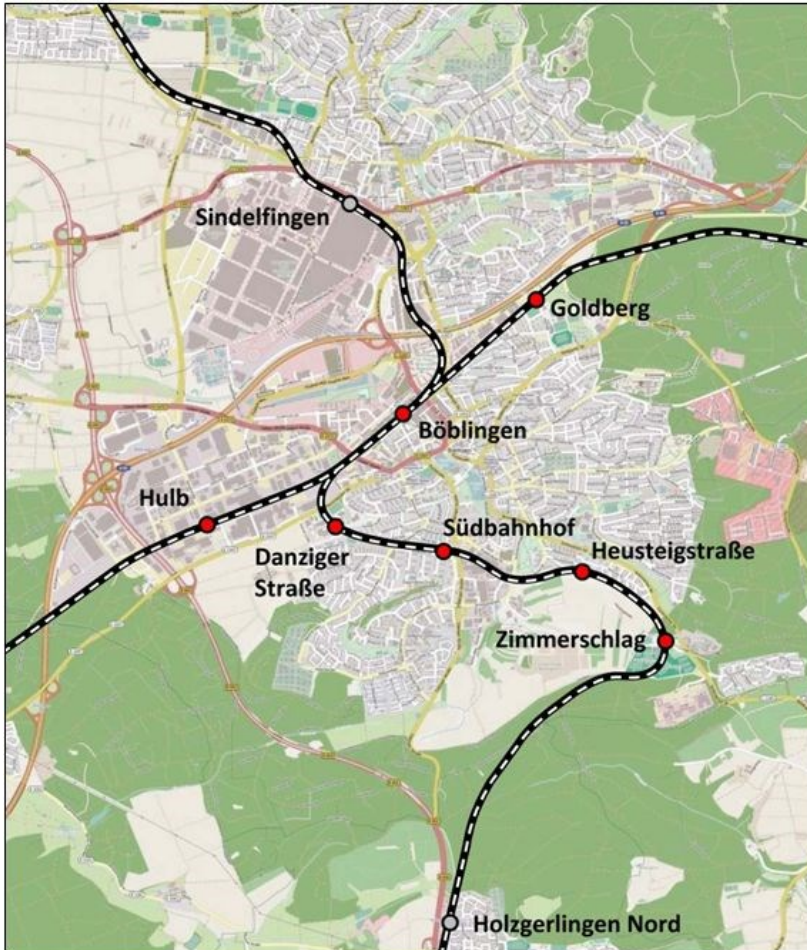 Sindelfingen
Goldberg
Böblingen
Hulb
Südbahnhof
Danziger
Straße
Heusteigstraße
Zimmerschlag
Holzgerlingen Nord